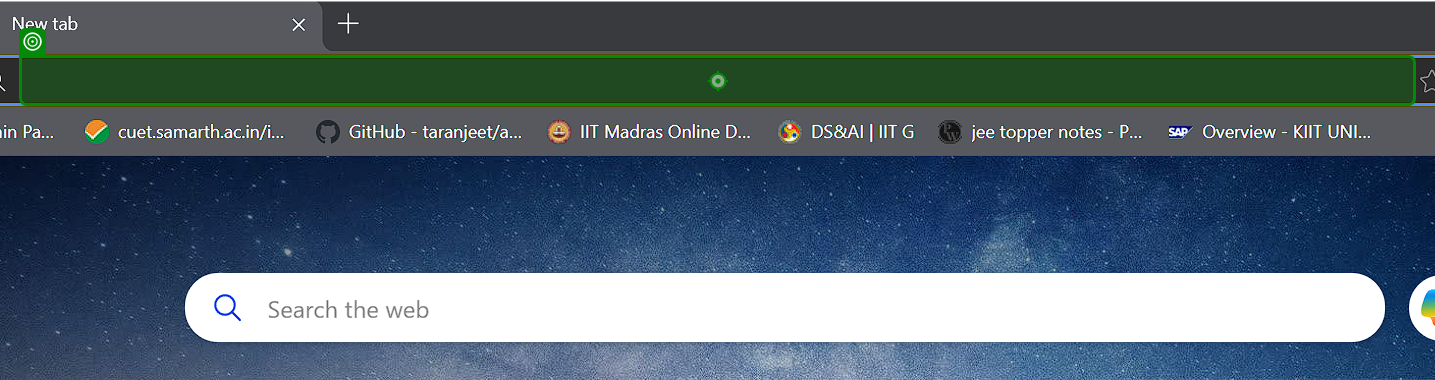 New tab
in Pa...
cuet.samarth.ac.in/i...
GitHub - taranjeet/a...
IIT Madras Online D...
DS&AI | IIT G
jee topper notes - P...
SAP
Overview - KIIT UNI...
Search the web